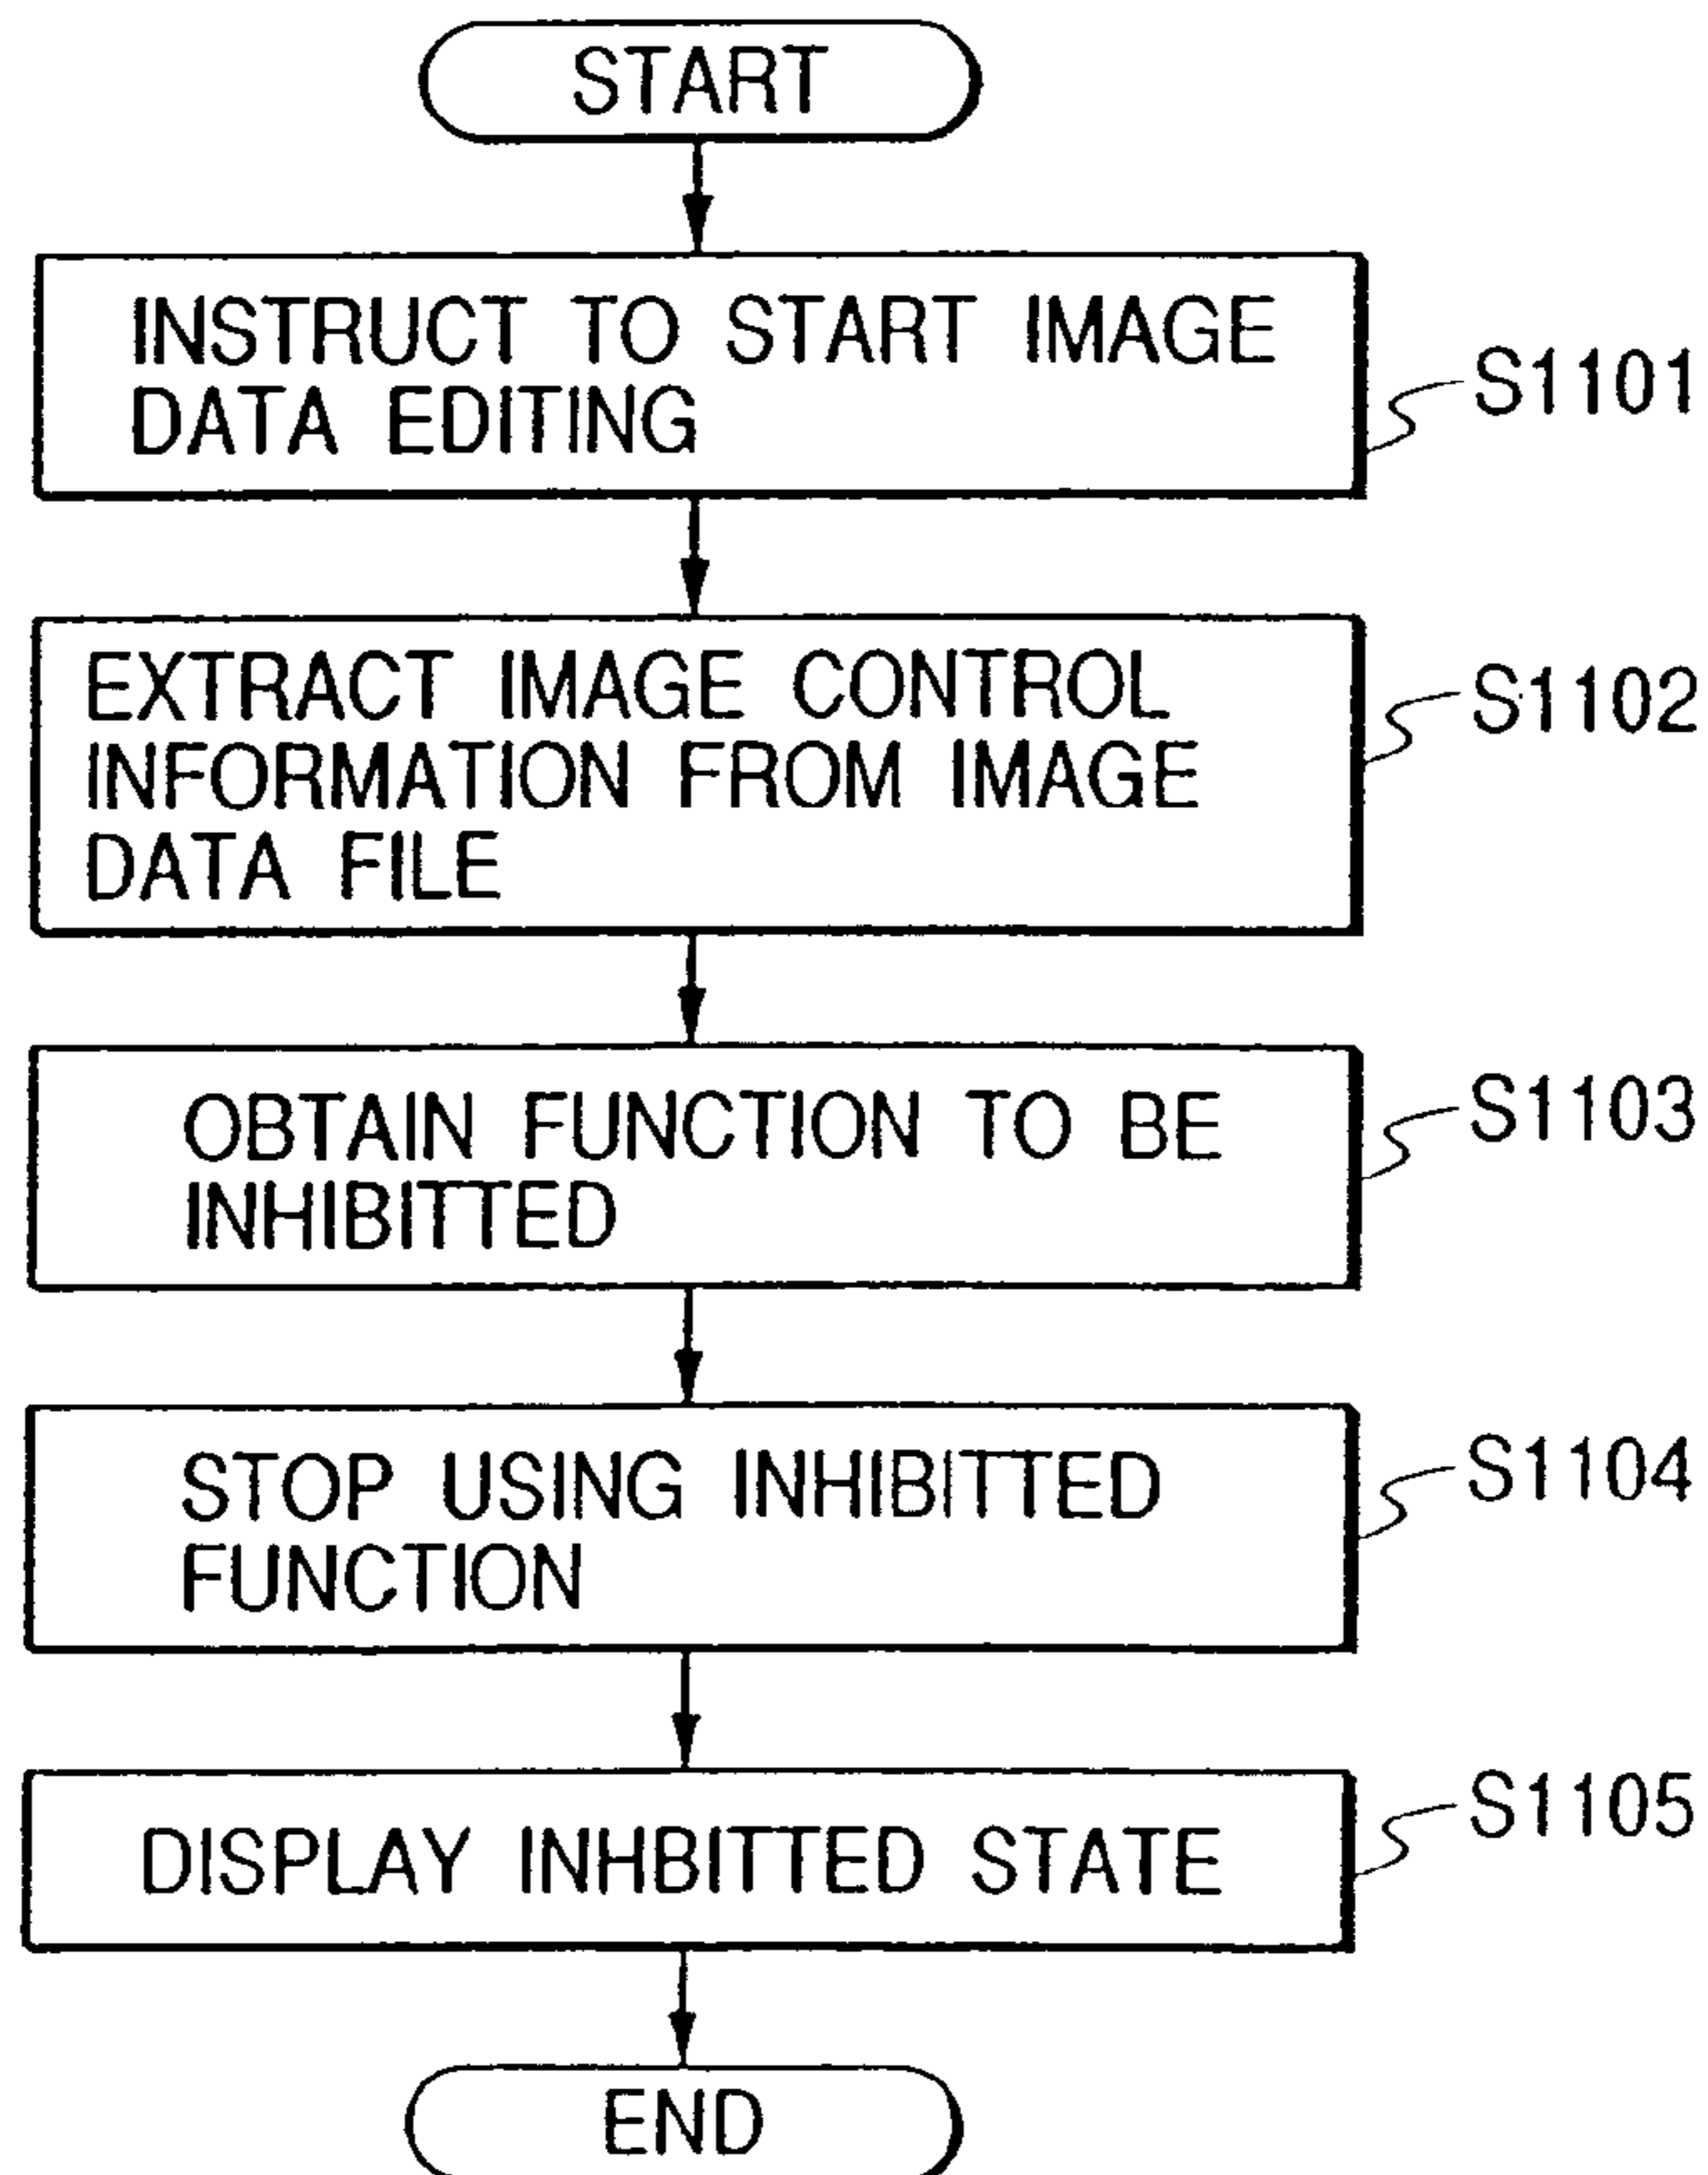 START
INSTRUCT TO START IMAGE
DATA EDITING
S1101
EXTRACT IMAGE CONTROL
INFORMATION FROM IMAGE
DATA FILE
S1102
OBTAIN FUNCTION TO BE
INHIBITTED
S1103
STOP USING INHIBITTED
FUNCTION
S1104
DISPLAY INHBITTED STATE
S1105
END